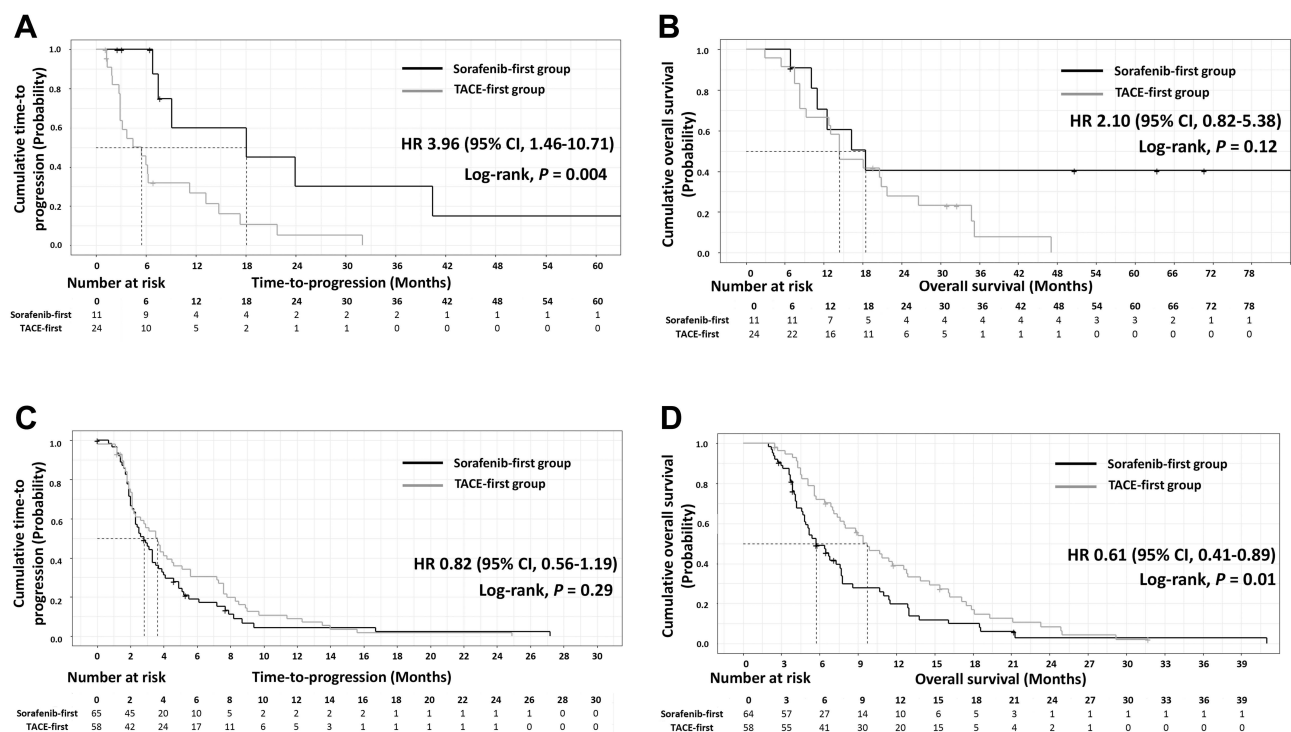 A
Cumulative time-to
progression (Probability)
1.0
0.8
0.6
0.4
0.2
0.0
Sorafenib-first group
TACE-first group
HR 3.96 (95% CI, 1.46-10.71)
Log-rank, P = 0.004
0 6 12 18 24 30 36 42 48 54 60
Number at risk Time-to-progression (Months)
0 6 12 18 24 30 36 42 48 54 60
Sorafenib-first 11 9 4 4 2 2 2 1 1 1 1
TACE-first 24 10 5 2 1 1 0 0 0 0 0
B
Cumulative overall survival
(Probability)
1.0
0.8
0.6
0.4
0.2
0.0
Sorafenib-first group
TACE-first group
HR 2.10 (95% CI, 0.82-5.38)
Log-rank, P = 0.12
0 6 12 18 24 30 36 42 48 54 60 66 72 78
Number at risk Overall survival (Months)
0 6 12 18 24 30 36 42 48 54 60 66 72 78
Sorafenib-first 11 11 7 5 4 4 4 4 4 3 3 2 1 1
TACE-first 24 22 16 11 6 5 1 1 1 0 0 0 0 0
C
Cumulative time-to
progression (Probability)
1.0
0.8
0.6
0.4
0.2
0.0
Sorafenib-first group
TACE-first group
HR 0.82 (95% CI, 0.56-1.19)
Log-rank, P = 0.29
0 2 4 6 8 10 12 14 16 18 20 22 24 26 28 30
Number at risk Time-to-progression (Months)
0 2 4 6 8 10 12 14 16 18 20 22 24 26 28 30
Sorafenib-first 65 45 20 10 5 2 2 2 2 1 1 1 1 1 0 0
TACE-first 58 42 24 17 11 6 5 3 1 1 1 1 1 0 0 0
D
Cumulative overall survival
(Probability)
1.0
0.8
0.6
0.4
0.2
0.0
Sorafenib-first group
TACE-first group
HR 0.61 (95% CI, 0.41-0.89)
Log-rank, P = 0.01
0 3 6 9 12 15 18 21 24 27 30 33 36 39
Number at risk Overall survival (Months)
0 3 6 9 12 15 18 21 24 27 30 33 36 39
Sorafenib-first 64 57 27 14 10 6 5 3 1 1 1 1 1 1
TACE-first 58 55 41 30 20 15 5 4 2 1 0 0 0 0